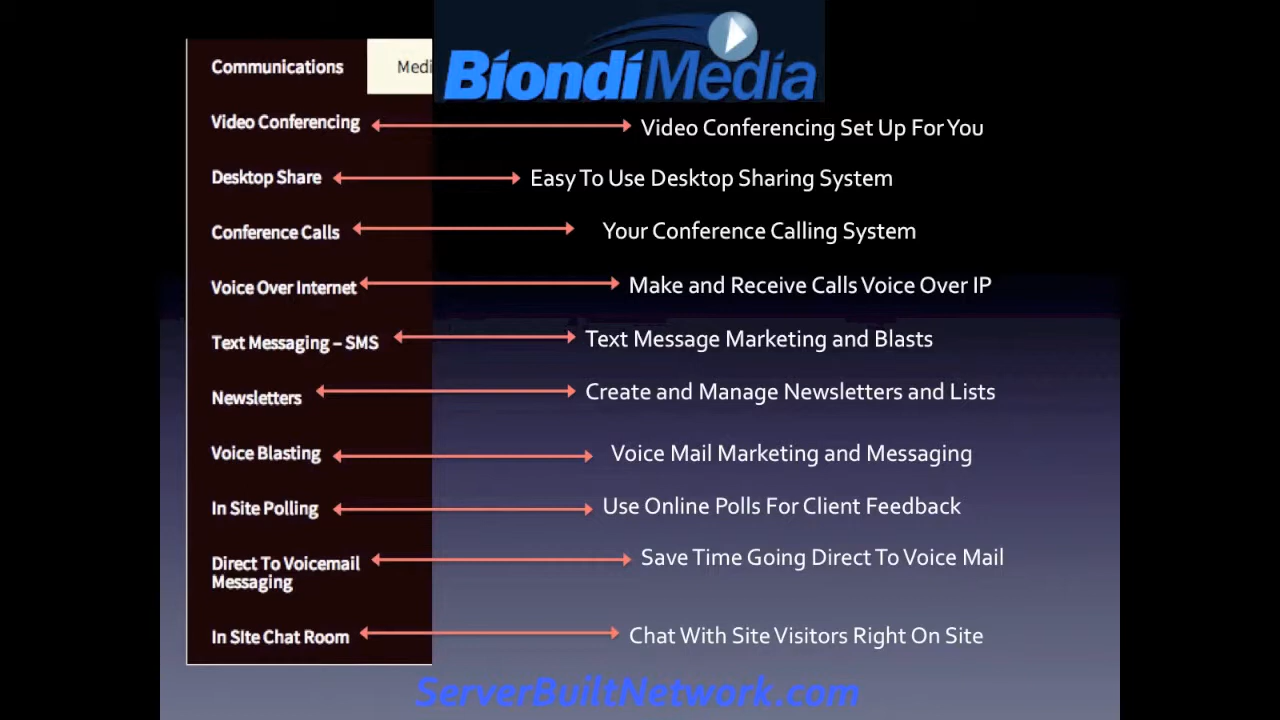 Biondi Media
Communications
Medi
Video Conferencing
Video Conferencing Set Up For You
Desktop Share
Easy To Use Desktop Sharing System
Conference Calls
Your Conference Calling System
Voice Over Internet
Make and Receive Calls Voice Over IP
Text Messaging – SMS
Text Message Marketing and Blasts
Newsletters
Create and Manage Newsletters and Lists
Voice Blasting
Voice Mail Marketing and Messaging
In Site Polling
Use Online Polls For Client Feedback
Direct To Voicemail
Messaging
Save Time Going Direct To Voice Mail
In SIte Chat Room
Chat With Site Visitors Right On Site
ServerBuiltNetwork.com